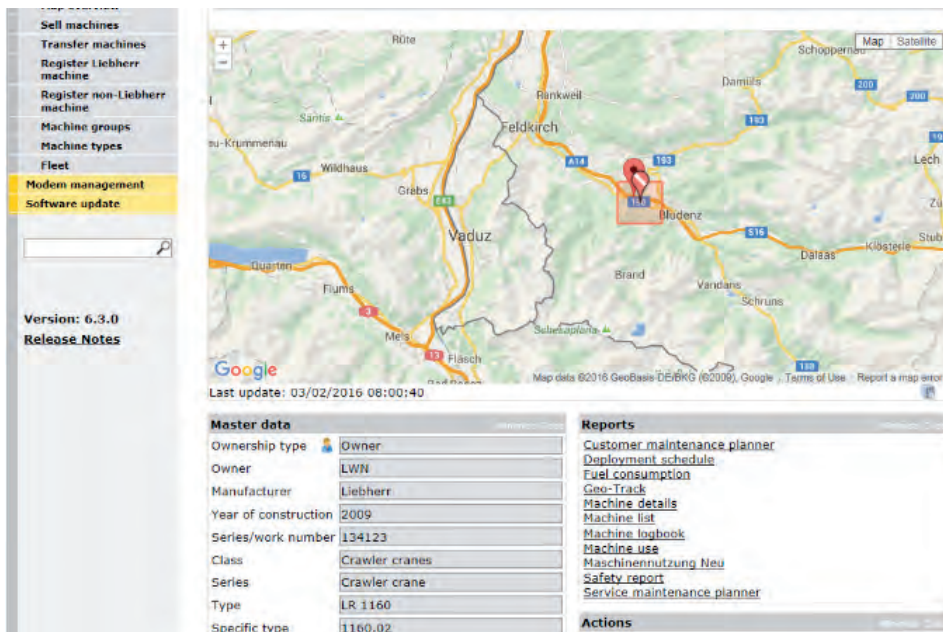 Sell machines
Transfer machines
Register Liebherr
machine
Register non-Liebherr
machine
Machine groups
Machine types
Fleet
Modem management
Software update
Version: 6.3.0
Release Notes
+
−
Map
Satellite
Röte
Schoppernau
Damüls
200
200
Rankweil
193
Säntis
Feldkirch
Wildhaus
A14
193
Lech
16
Grabs
E43
190
Bludenz
Vaduz
S16
Klösterle
Dalaas
Quarten
Brand
Vandans
Flums
Schruns
3
Mels
Schesaplana
13
Fläsch
188
Google
Map data ©2016 GeoBasis-DE/BKG (©2009), Google
Terms of Use
Report a map error
Last update: 03/02/2016 08:00:40
Master data
Ownership type Owner
Owner LWN
Manufacturer Liebherr
Year of construction 2009
Series/work number 134123
Class Crawler cranes
Series Crawler crane
Type LR 1160
Specific type 1160.02
Reports
Customer maintenance planner
Deployment schedule
Fuel consumption
Geo-Track
Machine details
Machine list
Machine logbook
Machine use
Maschinennutzung Neu
Safety report
Service maintenance planner
Actions